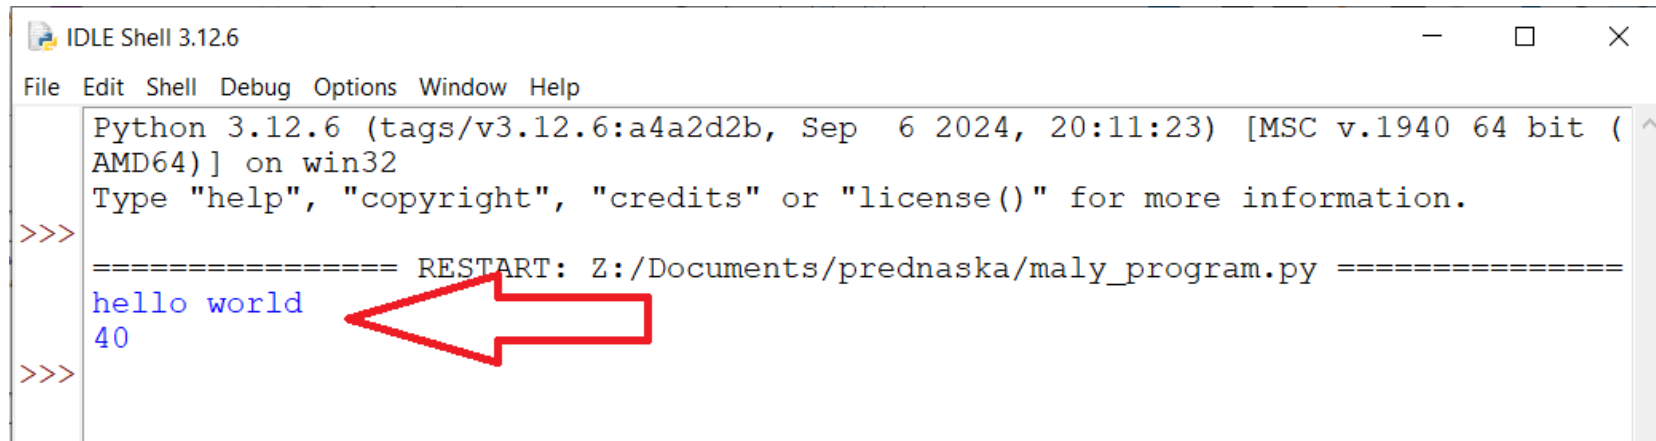 IDLE Shell 3.12.6
File Edit Shell Debug Options Window Help
Python 3.12.6 (tags/v3.12.6:a4a2d2b, Sep  6 2024, 20:11:23) [MSC v.1940 64 bit (
AMD64)] on win32
Type "help", "copyright", "credits" or "license()" for more information.
>>>
================ RESTART: Z:/Documents/prednaska/maly_program.py ===============
hello world
40
>>>